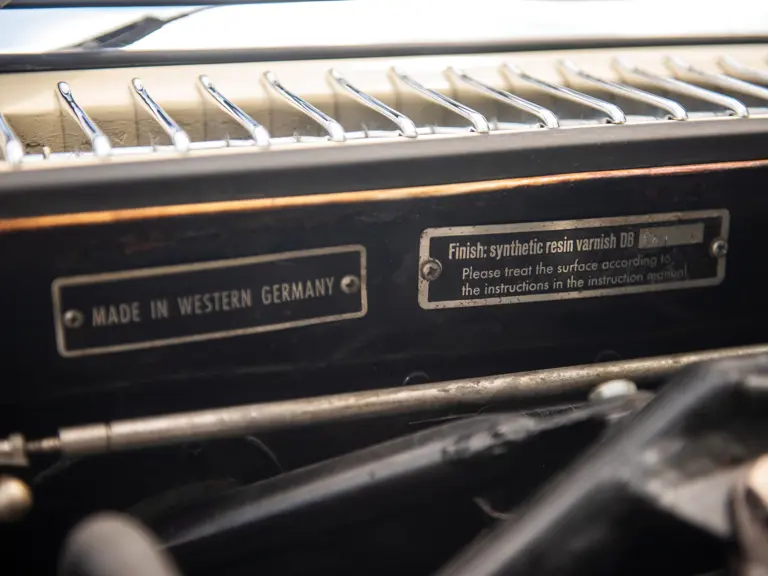 MADE IN WESTERN GERMANY
Finish: synthetic resin varnish DB
Please treat the surface according to
the instructions in the instruction manual